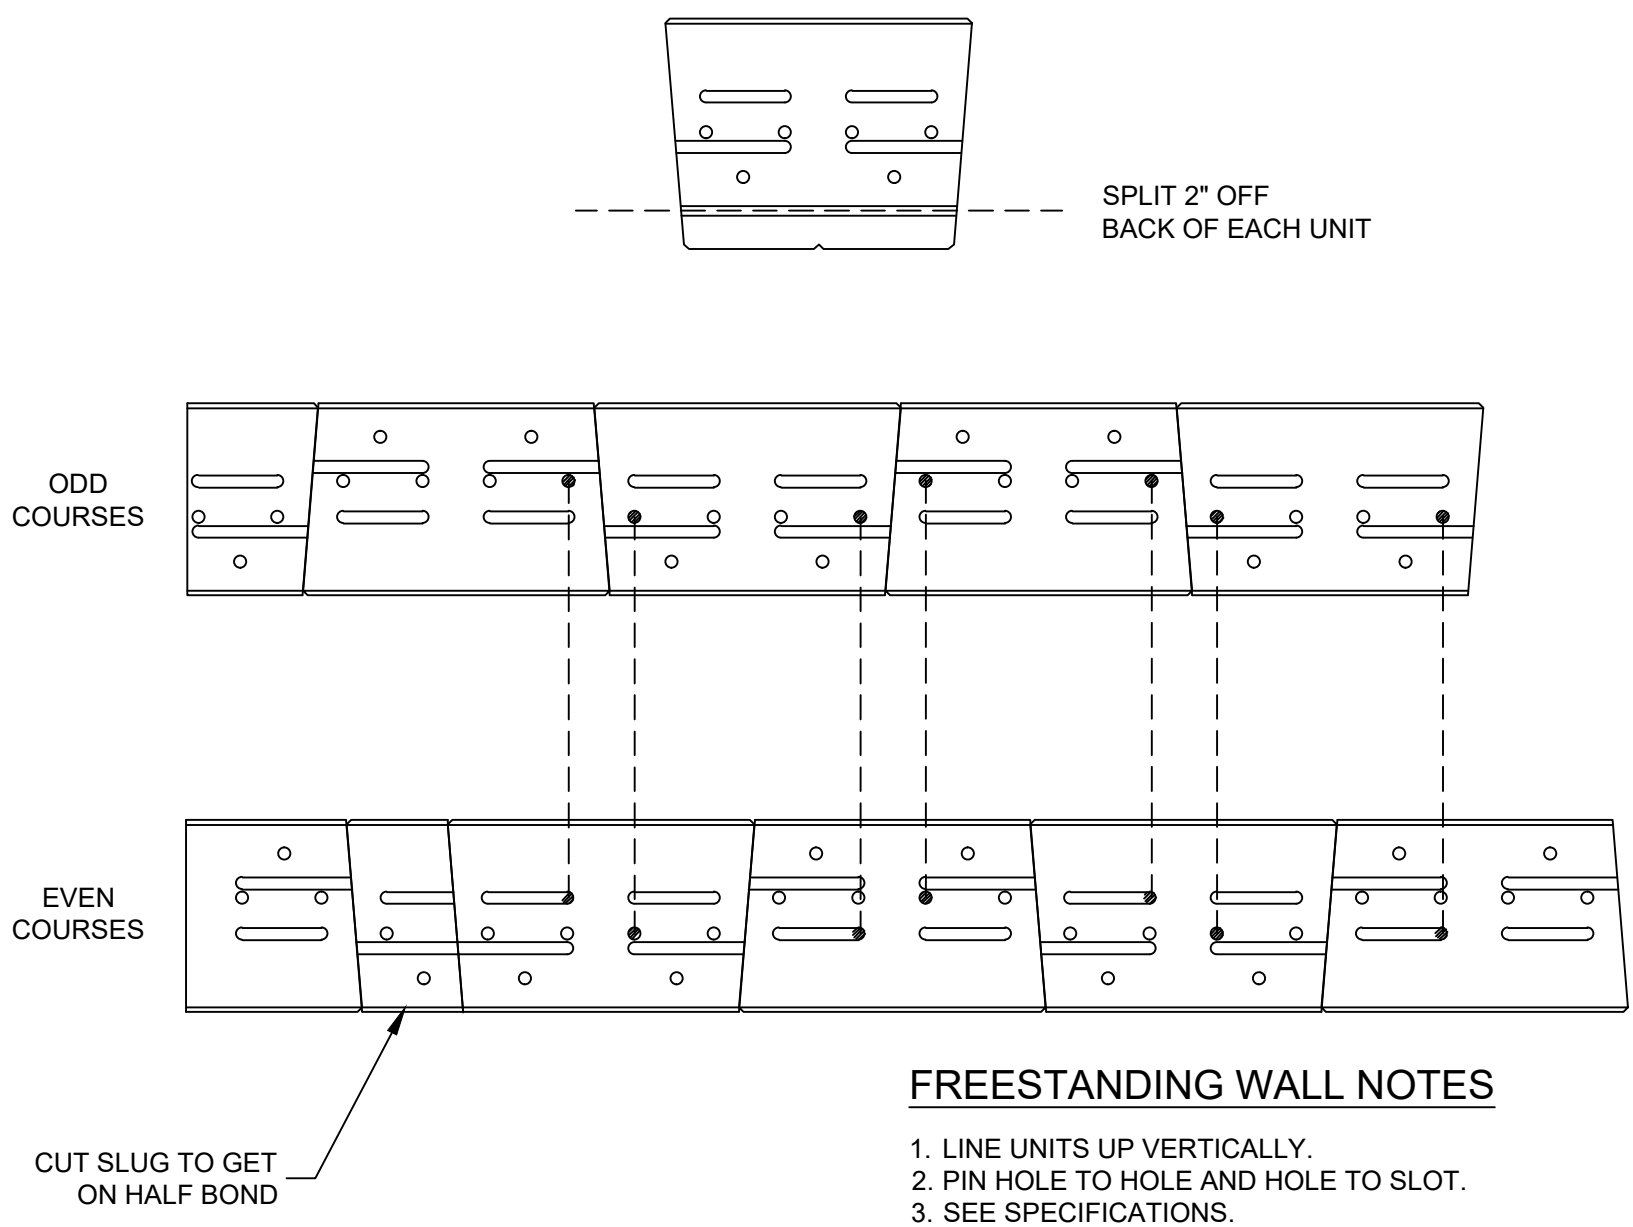 SPLIT 2" OFF
BACK OF EACH UNIT
ODD
COURSES
EVEN
COURSES
CUT SLUG TO GET
ON HALF BOND
FREESTANDING WALL NOTES
1. LINE UNITS UP VERTICALLY.
2. PIN HOLE TO HOLE AND HOLE TO SLOT.
3. SEE SPECIFICATIONS.